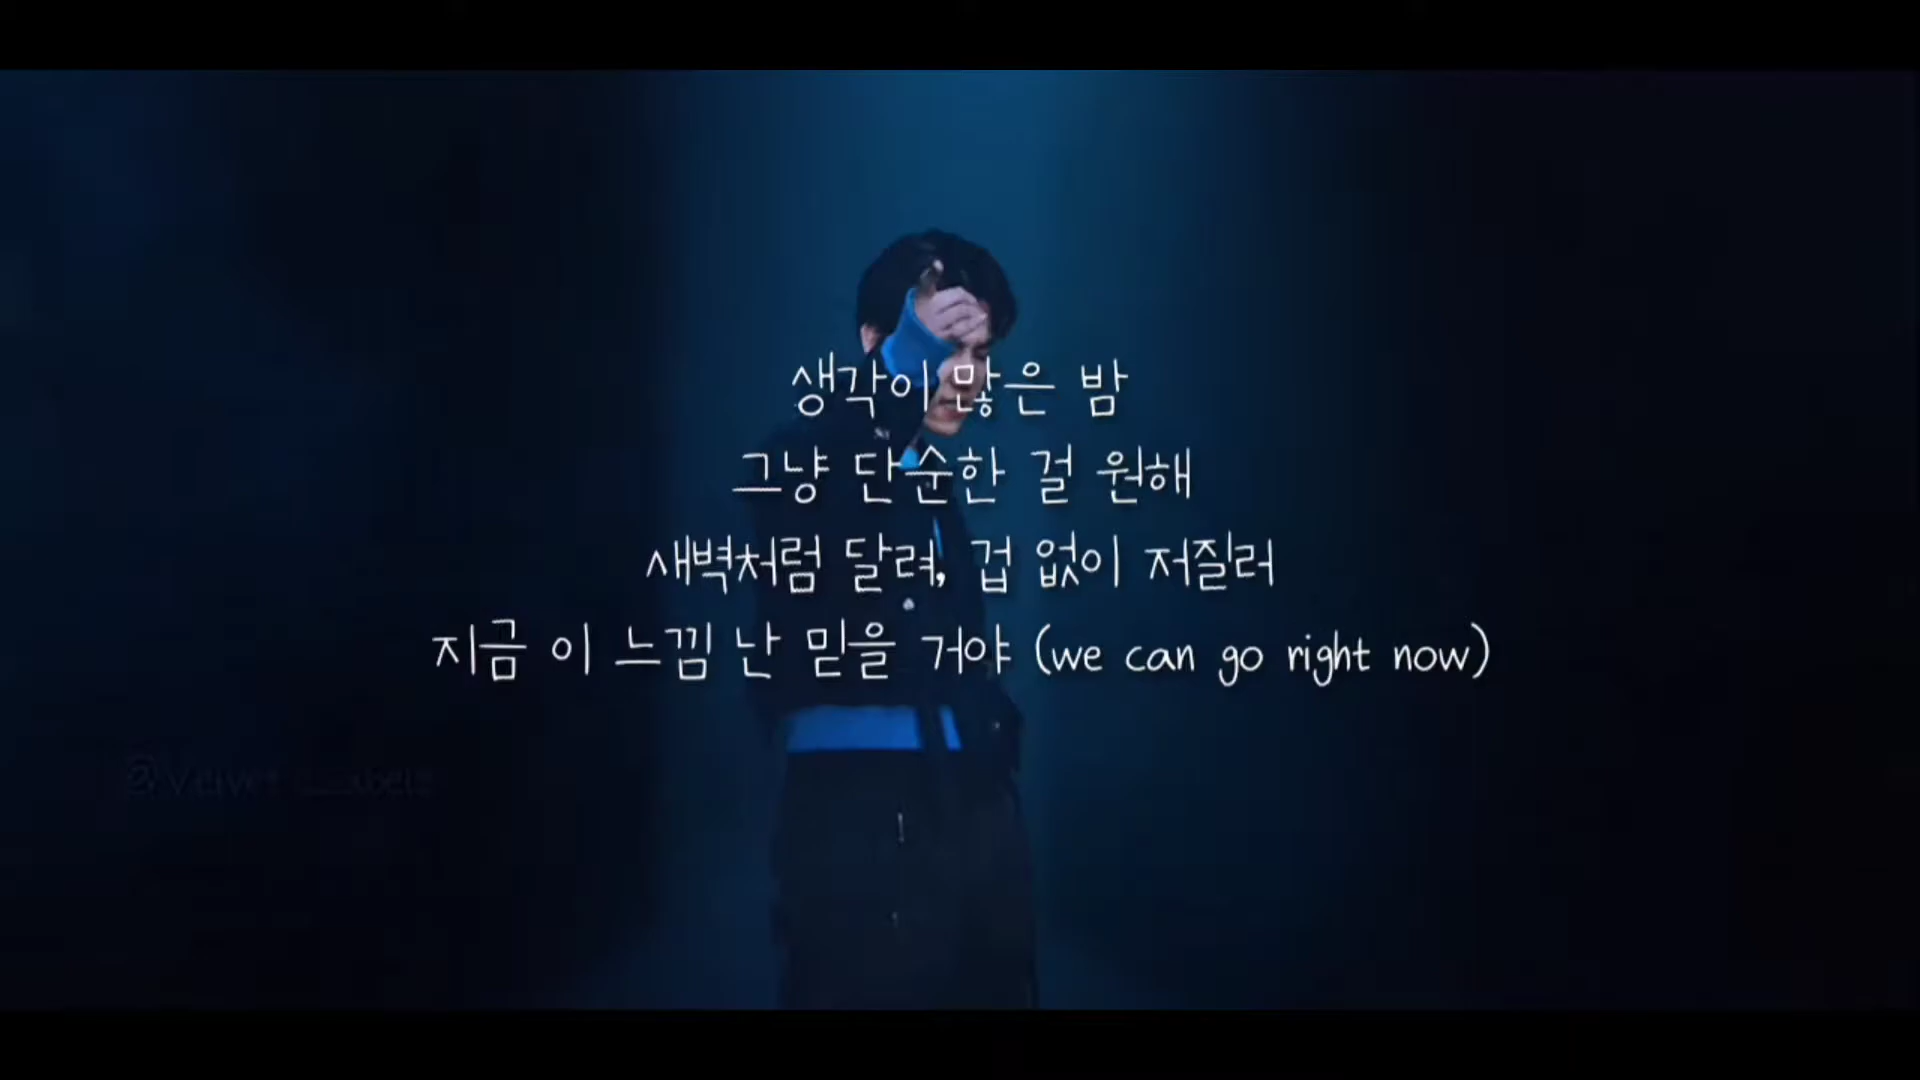 생각이 많은 밤
그냥 단순한 걸 원해
새벽처럼 달려, 겁 없이 저질러
지금 이 느낌 난 믿을 거야 (we can go right now)